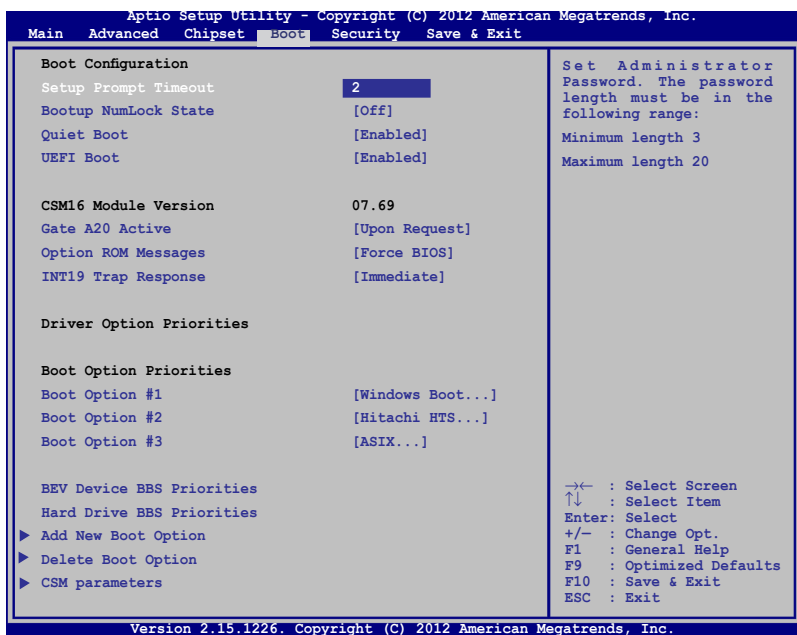 Aptio Setup Utility - Copyright (C) 2012 American Megatrends, Inc.
Main Advanced Chipset Boot Security Save & Exit
Boot Configuration
Setup Prompt Timeout 2
Bootup NumLock State [Off]
Quiet Boot [Enabled]
UEFI Boot [Enabled]
CSM16 Module Version 07.69
Gate A20 Active [Upon Request]
Option ROM Messages [Force BIOS]
INT19 Trap Response [Immediate]
Driver Option Priorities
Boot Option Priorities
Boot Option #1 [Windows Boot...]
Boot Option #2 [Hitachi HTS...]
Boot Option #3 [ASIX...]
BEV Device BBS Priorities
Hard Drive BBS Priorities
▶ Add New Boot Option
▶ Delete Boot Option
▶ CSM parameters
Set Administrator
Password. The password
length must be in the
following range:
Minimum length 3
Maximum length 20
→← : Select Screen
↑↓ : Select Item
Enter: Select
+/— : Change Opt.
F1 : General Help
F9 : Optimized Defaults
F10 : Save & Exit
ESC : Exit
Version 2.15.1226. Copyright (C) 2012 American Megatrends, Inc.